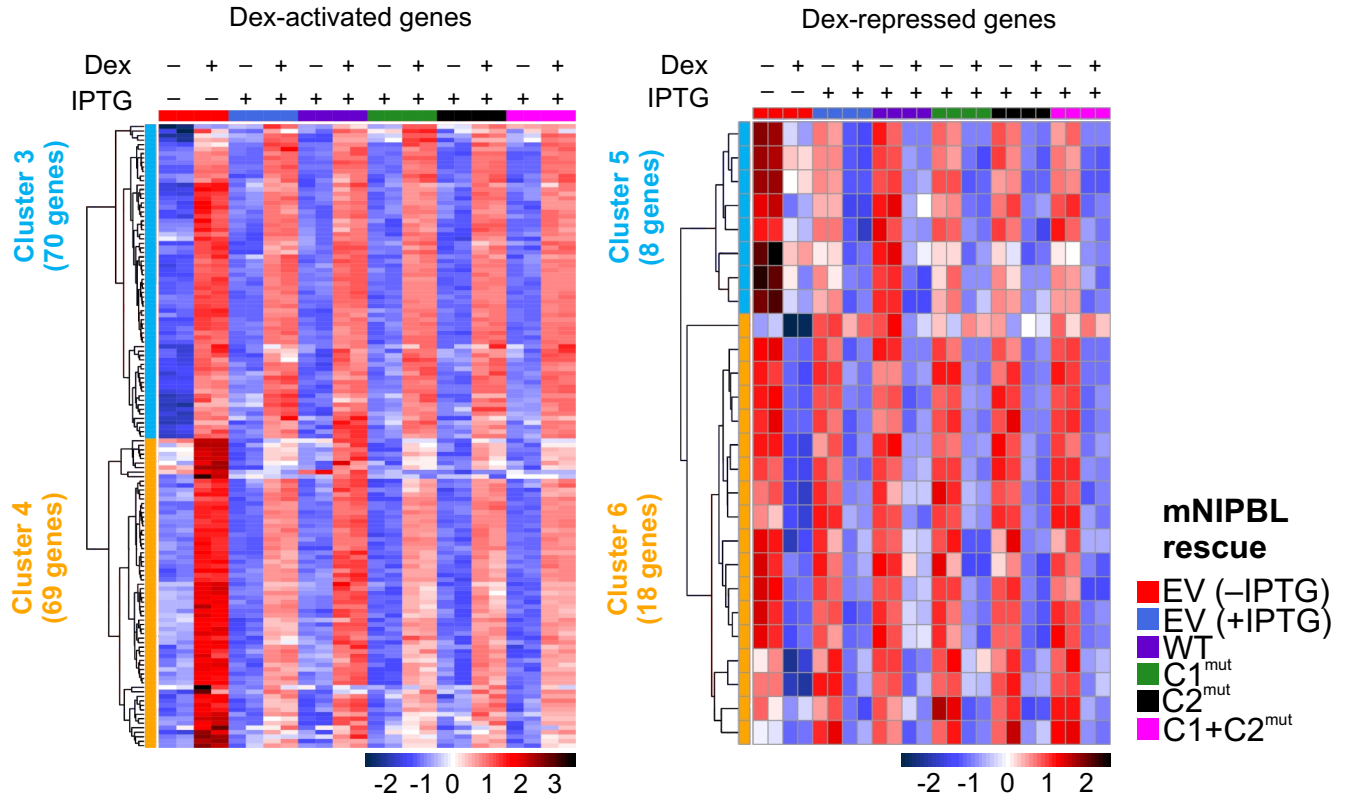 Dex-activated genes
Dex-repressed genes
Dex – + – + – + – + – + – +
IPTG – – + + + + + + + + + +
Dex – + – + – + – + – + – +
IPTG – – + + + + + + + + + +
Cluster 3
(70 genes)
Cluster 4
(69 genes)
-2 -1 0 1 2 3
Cluster 5
(8 genes)
Cluster 6
(18 genes)
-2 -1 0 1 2
mNIPBL
rescue
EV (–IPTG)
EV (+IPTG)
WT
C1mut
C2mut
C1+C2mut